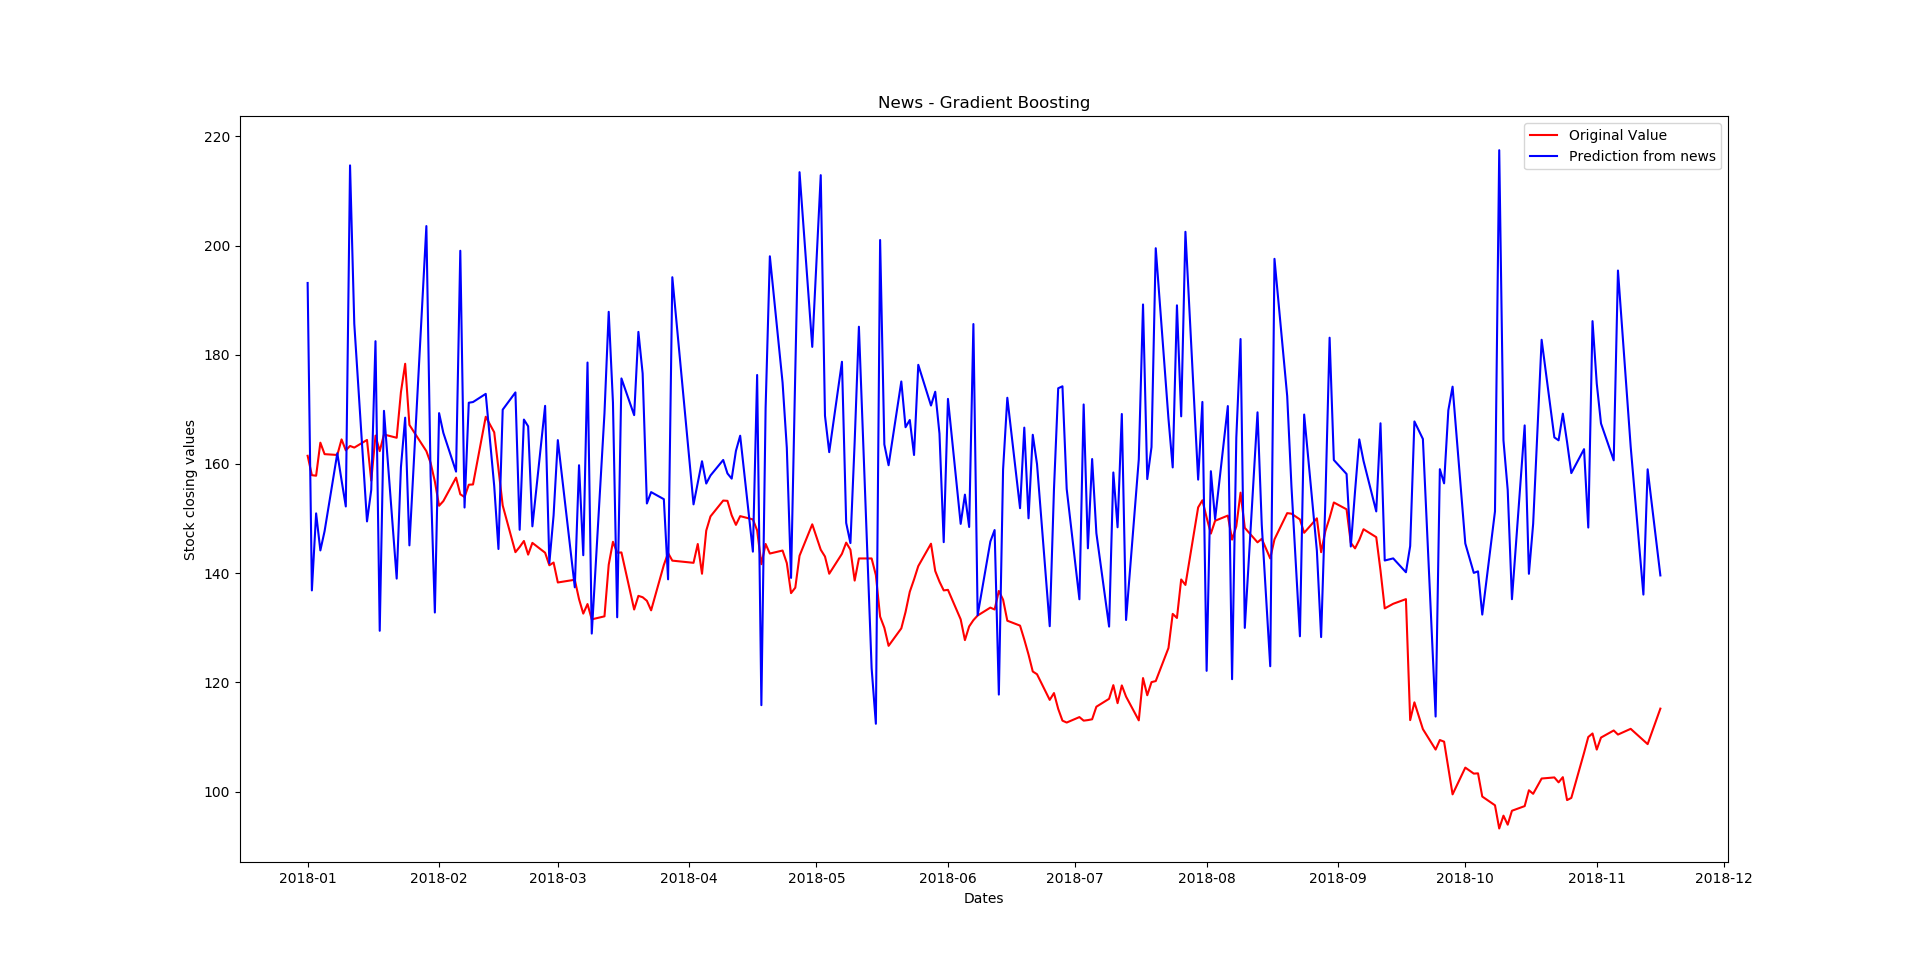 News - Gradient Boosting
Original Value
Prediction from news
220
200
180
160
140
120
100
Stock closing values
2018-01 2018-02 2018-03 2018-04 2018-05 2018-06 2018-07 2018-08 2018-09 2018-10 2018-11 2018-12
Dates